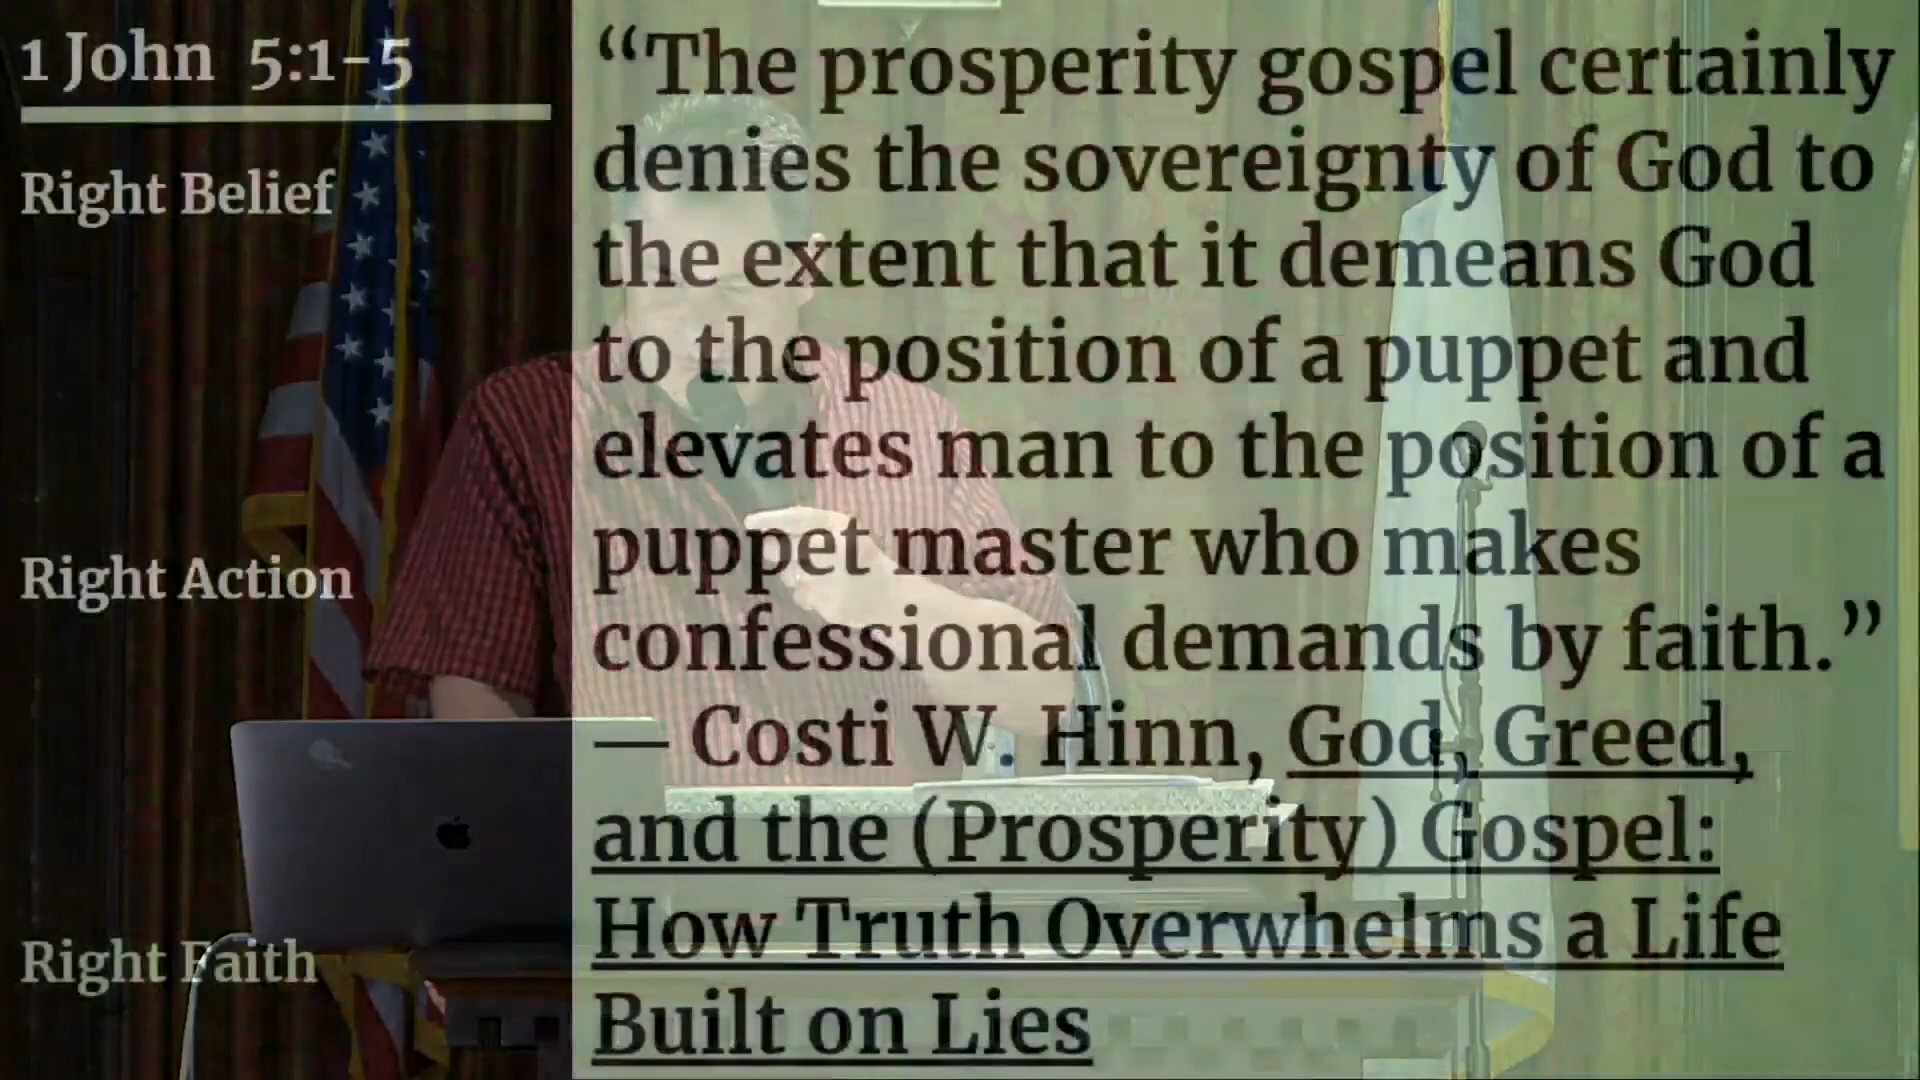 1 John 5:1-5
Right Belief
Right Action
Right Faith
“The prosperity gospel certainly
denies the sovereignty of God to
the extent that it demeans God
to the position of a puppet and
elevates man to the position of a
puppet master who makes
confessional demands by faith.”
— Costi W. Hinn, God, Greed,
and the (Prosperity) Gospel:
How Truth Overwhelms a Life
Built on Lies